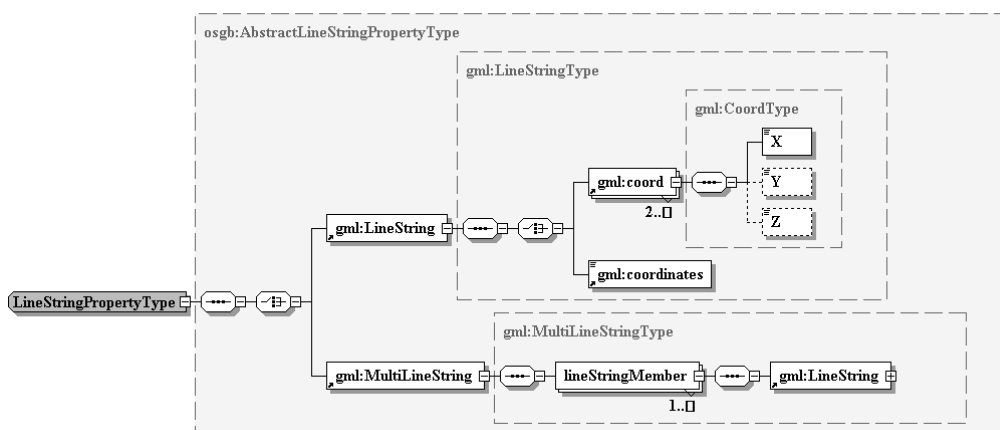 osgb:AbstractLineStringPropertyType
gml:LineStringType
gml:CoordType
X
gml:coord
Y
2..[]
Z
gml:LineString
gml:coordinates
LineStringPropertyType
gml:MultiLineStringType
gml:MultiLineString
lineStringMember
gml:LineString
1..[]